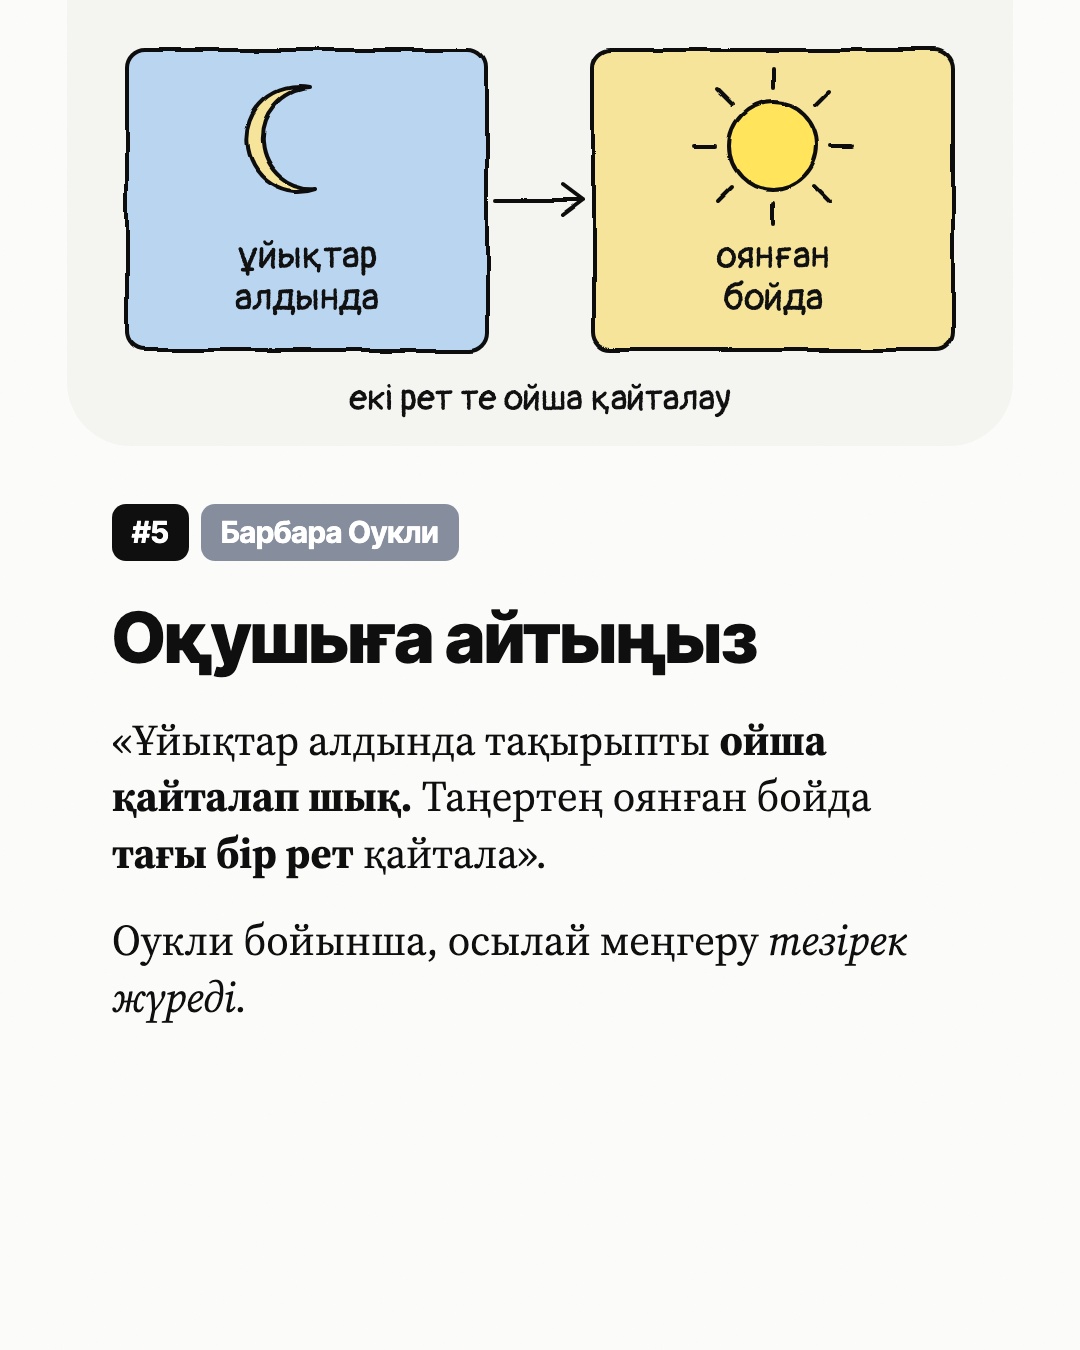 ұйықтар
алдында
оянған
бойда
екі рет те ойша қайталау
#5 Барбара Оукли
Оқушыға айтыңыз
«Ұйықтар алдында тақырыпты ойша
қайталап шық. Таңертең оянған бойда
тағы бір рет қайтала».
Оукли бойынша, осылай меңгеру тезірек
жүреді.